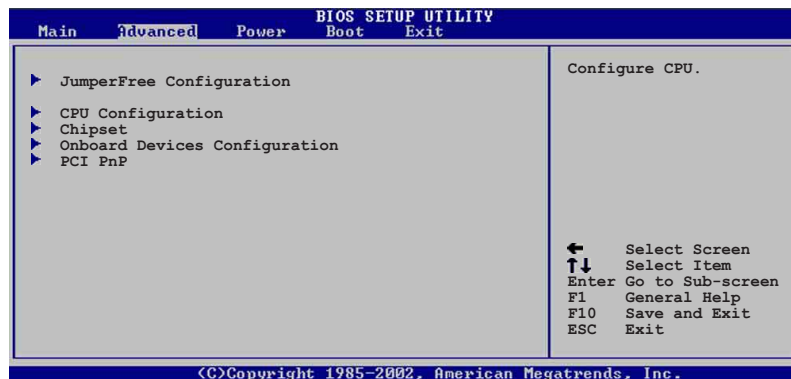 BIOS SETUP UTILITY
Main Advanced Power Boot Exit
JumperFree Configuration
CPU Configuration
Chipset
Onboard Devices Configuration
PCI PnP
Configure CPU.
← Select Screen
↑↓ Select Item
Enter Go to Sub-screen
F1 General Help
F10 Save and Exit
ESC Exit
(C)Copyright 1985-2002, American Megatrends, Inc.